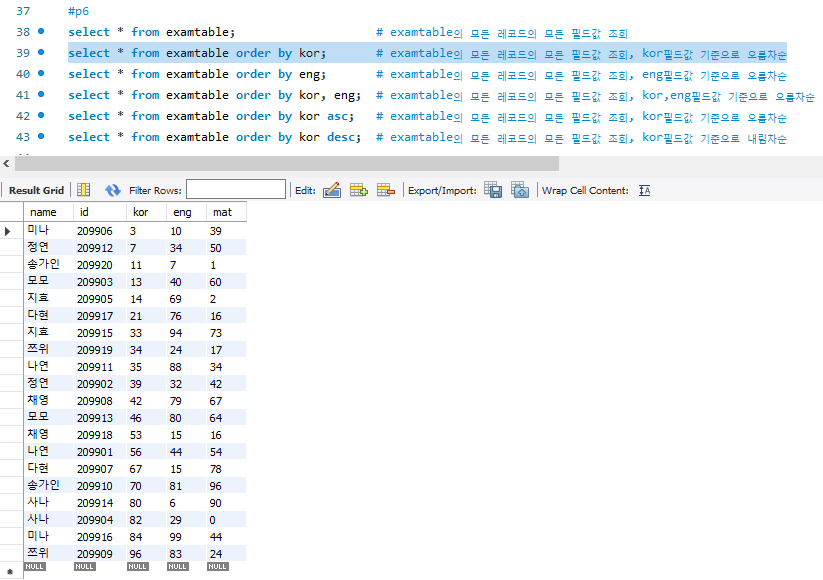 37 #p6
38 select * from examtable; # examtable의 모든 레코드의 모든 필드값 조회
39 select * from examtable order by kor; # examtable의 모든 레코드의 모든 필드값 조회, kor필드값 기준으로 오름차순
40 select * from examtable order by eng; # examtable의 모든 레코드의 모든 필드값 조회, eng필드값 기준으로 오름차순
41 select * from examtable order by kor, eng; # examtable의 모든 레코드의 모든 필드값 조회, kor,eng필드값 기준으로 오름차순
42 select * from examtable order by kor asc; # examtable의 모든 레코드의 모든 필드값 조회, kor필드값 기준으로 오름차순
43 select * from examtable order by kor desc; # examtable의 모든 레코드의 모든 필드값 조회, kor필드값 기준으로 내림차순
Result Grid Filter Rows: Edit: Export/Import: Wrap Cell Content: IA
name id kor eng mat
미나 209906 3 10 39
정연 209912 7 34 50
송가인 209920 11 7 1
모모 209903 13 40 60
지효 209905 14 69 2
다현 209917 21 76 16
지효 209915 33 94 73
쯔위 209919 34 24 17
나연 209911 35 88 34
정연 209902 39 32 42
채영 209908 42 79 67
모모 209913 46 80 64
채영 209918 53 15 16
나연 209901 56 44 54
다현 209907 67 15 78
송가인 209910 70 81 96
사나 209914 80 6 90
사나 209904 82 29 0
미나 209916 84 99 44
쯔위 209909 96 83 24
NULL NULL NULL NULL NULL